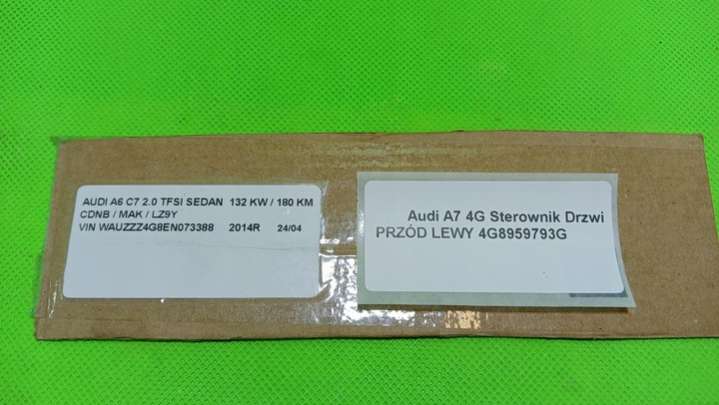 AUDI A6 C7 2.0 TFSI SEDAN 132 KW / 180 KM
CDNB / MAK / LZ9Y
VIN WAUZZZ4G8EN073388 2014R 24/04
Audi A7 4G Sterownik Drzwi
PRZÓD LEWY 4G8959793G